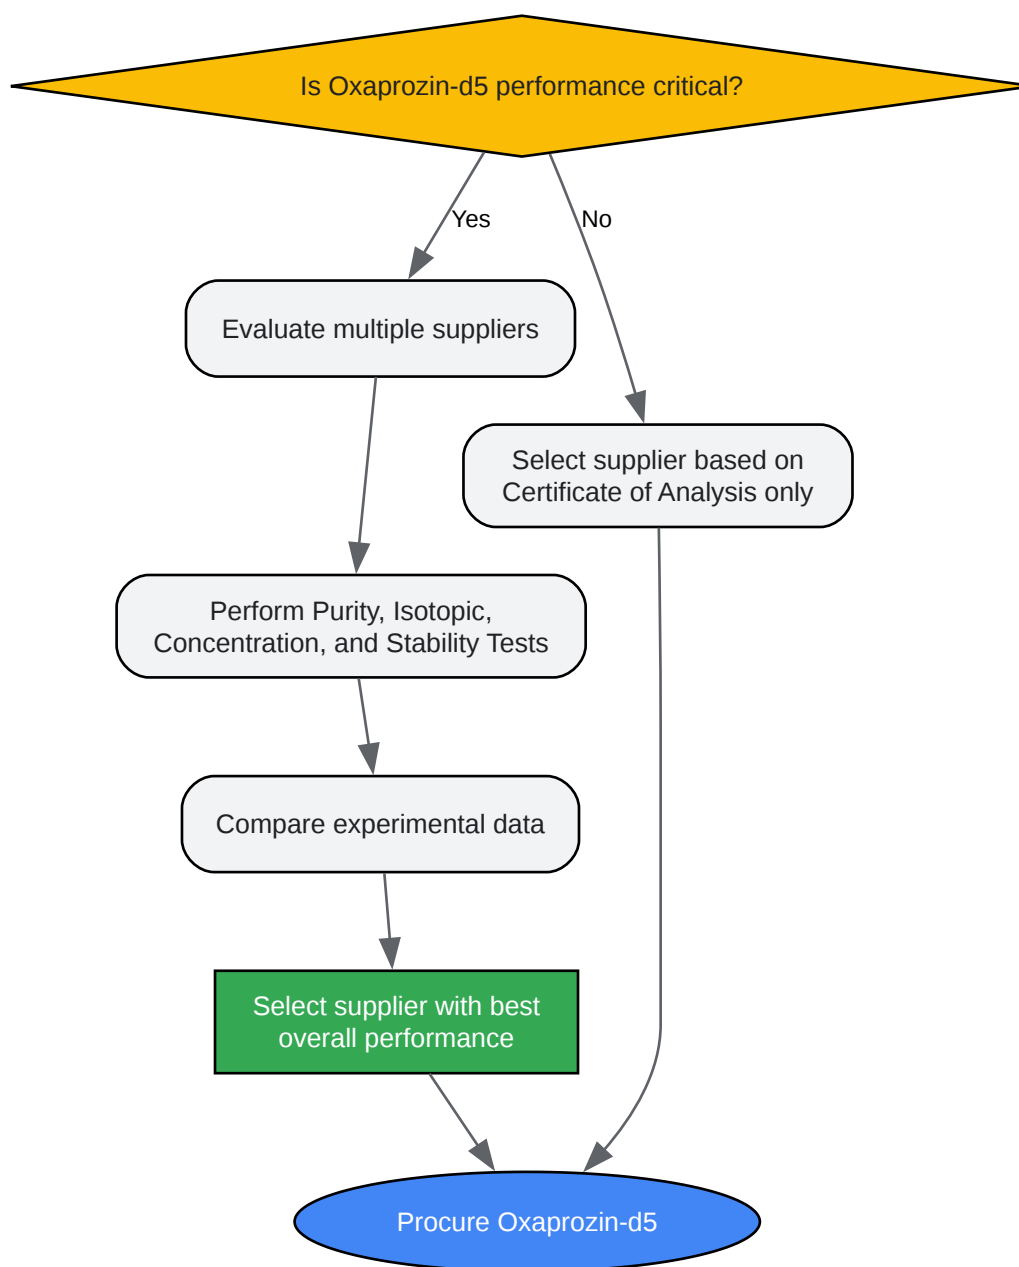 Is Oxaprozin-d5 performance critical?
Yes
No
Evaluate multiple suppliers
Select supplier based on
Certificate of Analysis only
Perform Purity, Isotopic,
Concentration, and Stability Tests
Compare experimental data
Select supplier with best
overall performance
Procure Oxaprozin-d5